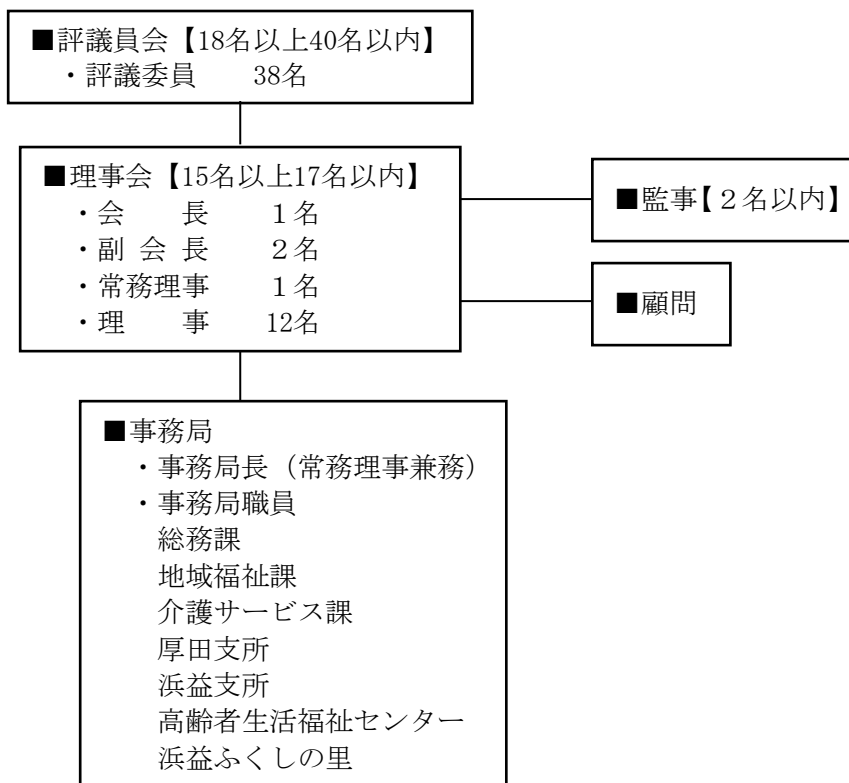 ■評議員会【18名以上40名以内】
・評議委員　　38名
■理事会【15名以上17名以内】
・会　　長　　１名
・副 会 長　　２名
・常務理事　　１名
・理　　事　　12名
■監事【２名以内】
■顧問
■事務局
・事務局長（常務理事兼務）
・事務局職員
総務課
地域福祉課
介護サービス課
厚田支所
浜益支所
高齢者生活福祉センター
浜益ふくしの里